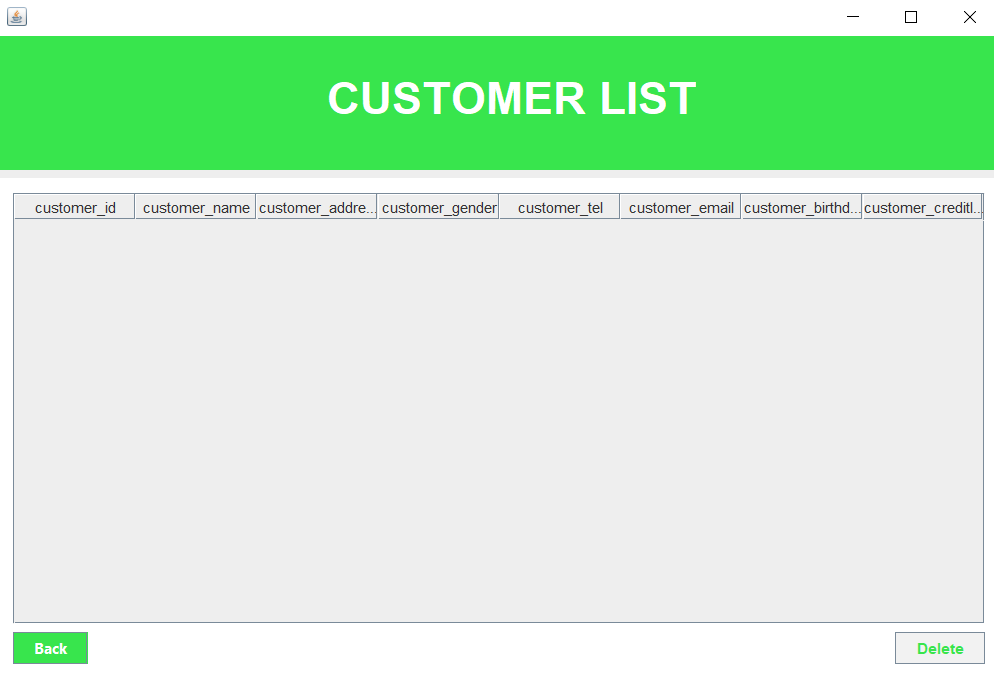 CUSTOMER LIST
customer_id customer_name customer_addre... customer_gender customer_tel customer_email customer_birthd... customer_creditl...
Back Delete